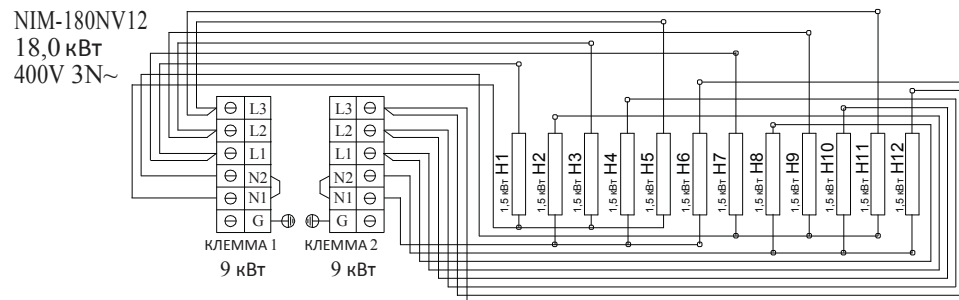 NIM-180NV12
18,0 кВт
400V 3N~
L3
L2
L1
N2
N1
G
КЛЕММА 1
9 кВт
L3
L2
L1
N2
N1
G
КЛЕММА 2
9 кВт
1,5 кВт H1
1,5 кВт H2
1,5 кВт H3
1,5 кВт H4
1,5 кВт H5
1,5 кВт H6
1,5 кВт H7
1,5 кВт H8
1,5 кВт H9
1,5 кВт H10
1,5 кВт H11
1,5 кВт H12